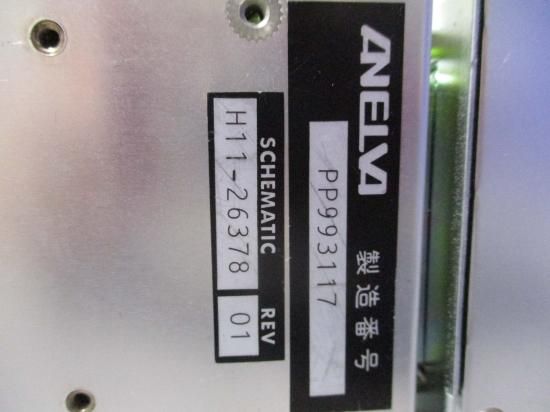 ANELVA 製造番号
PP993117
SCHEMATIC REV
H11-26378 01